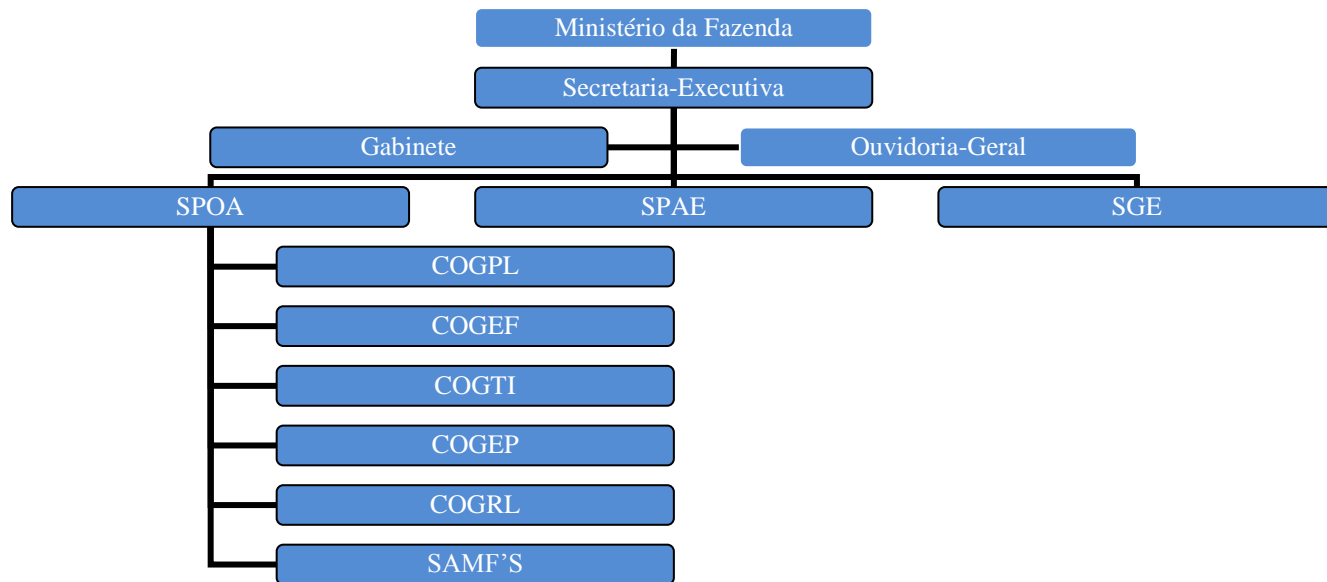 Ministério da Fazenda
Secretaria-Executiva
Gabinete
Ouvidoria-Geral
SPOA
SPAE
SGE
COGPL
COGEF
COGTI
COGEP
COGRL
SAMF’S